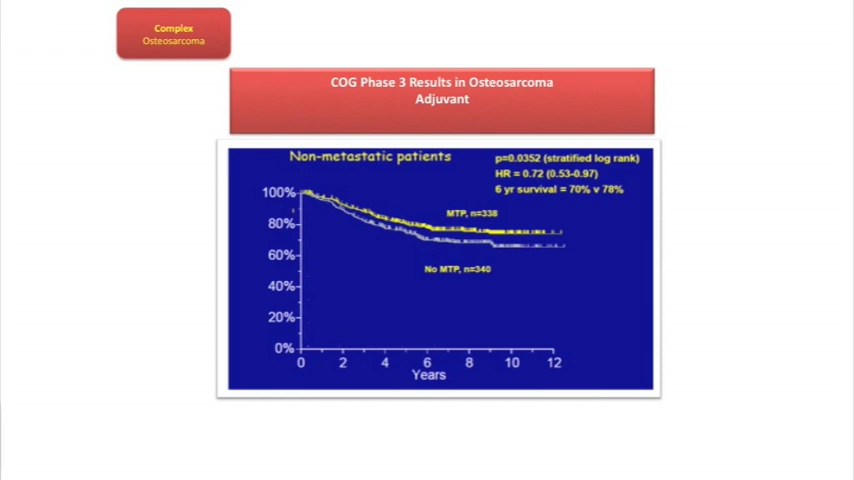 Complex
Osteosarcoma
COG Phase 3 Results in Osteosarcoma
Adjuvant
Non-metastatic patients
p=0.0352 (stratified log rank)
HR = 0.72 (0.53-0.97)
6 yr survival = 70% v 78%
100%
80%
60%
40%
20%
0%
MTP, n=338
No MTP, n=340
0 2 4 6 8 10 12
Years